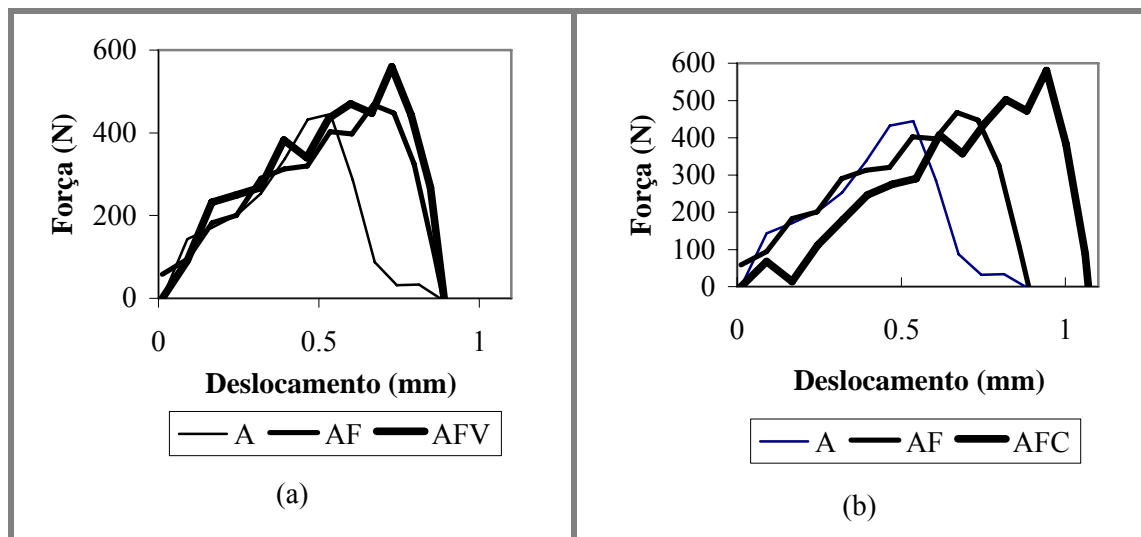 Força (N)
600
400
200
0
0 0.5 1
Deslocamento (mm)
A AF AFV
(a)
Força (N)
600
500
400
300
200
100
0
0 0.5 1
Deslocamento (mm)
A AF AFC
(b)